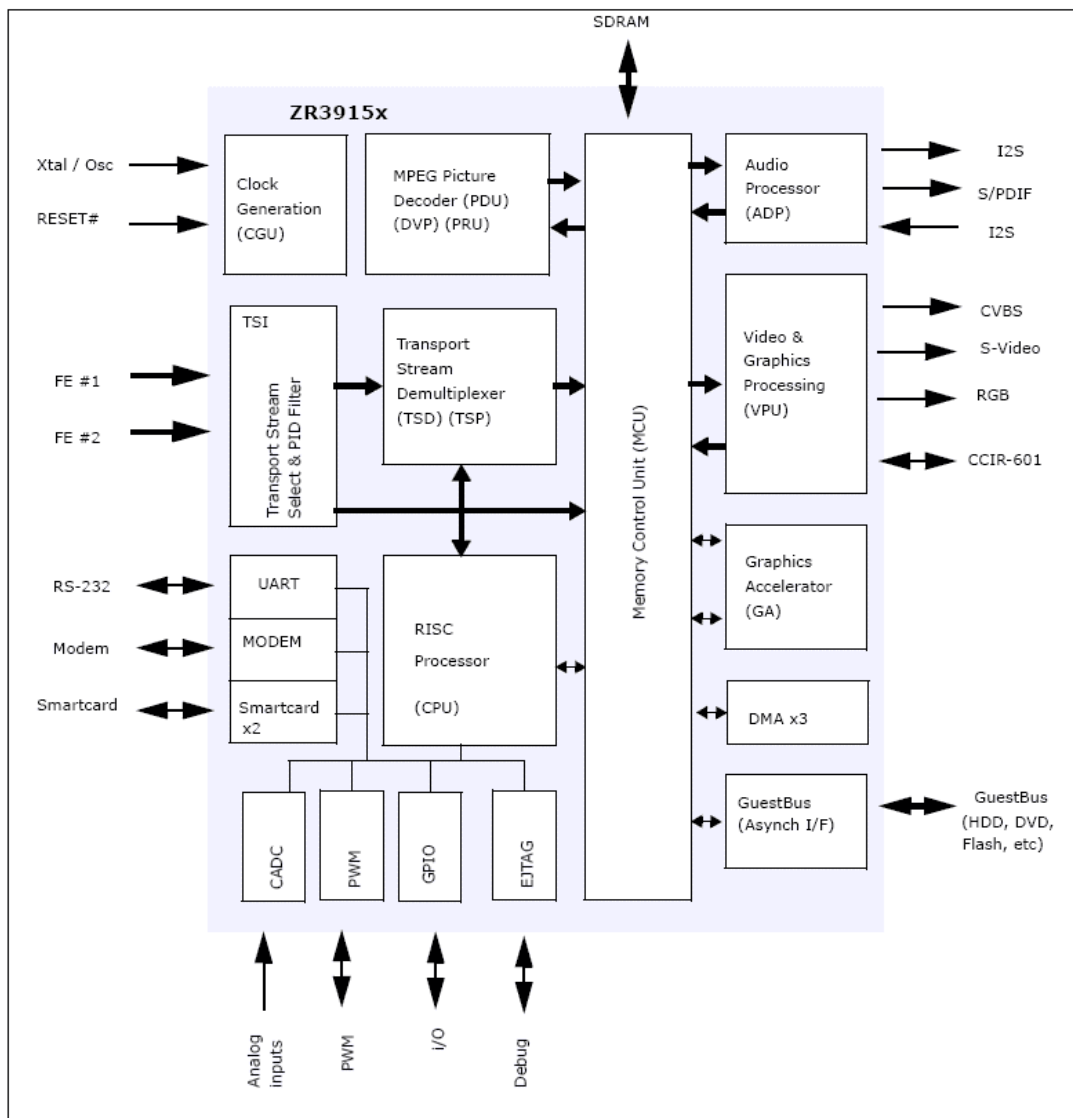 SDRAM
ZR3915x
Xtal / Osc
RESET#
Clock
Generation
(CGU)
MPEG Picture
Decoder (PDU)
(DVP) (PRU)
Audio
Processor
(ADP)
I2S
S/PDIF
I2S
FE #1
FE #2
TSI
Transport Stream
Select & PID Filter
Transport
Stream
Demultiplexer
(TSD) (TSP)
Memory Control Unit (MCU)
Video &
Graphics
Processing
(VPU)
CVBS
S-Video
RGB
CCIR-601
Graphics
Accelerator
(GA)
RS-232
Modem
Smartcard
UART
MODEM
Smartcard
x2
RISC
Processor
(CPU)
DMA x3
GuestBus
(Asynch I/F)
GuestBus
(HDD, DVD,
Flash, etc)
CADC
PWM
GPIO
EJTAG
Analog
inputs
PWM
i/O
Debug